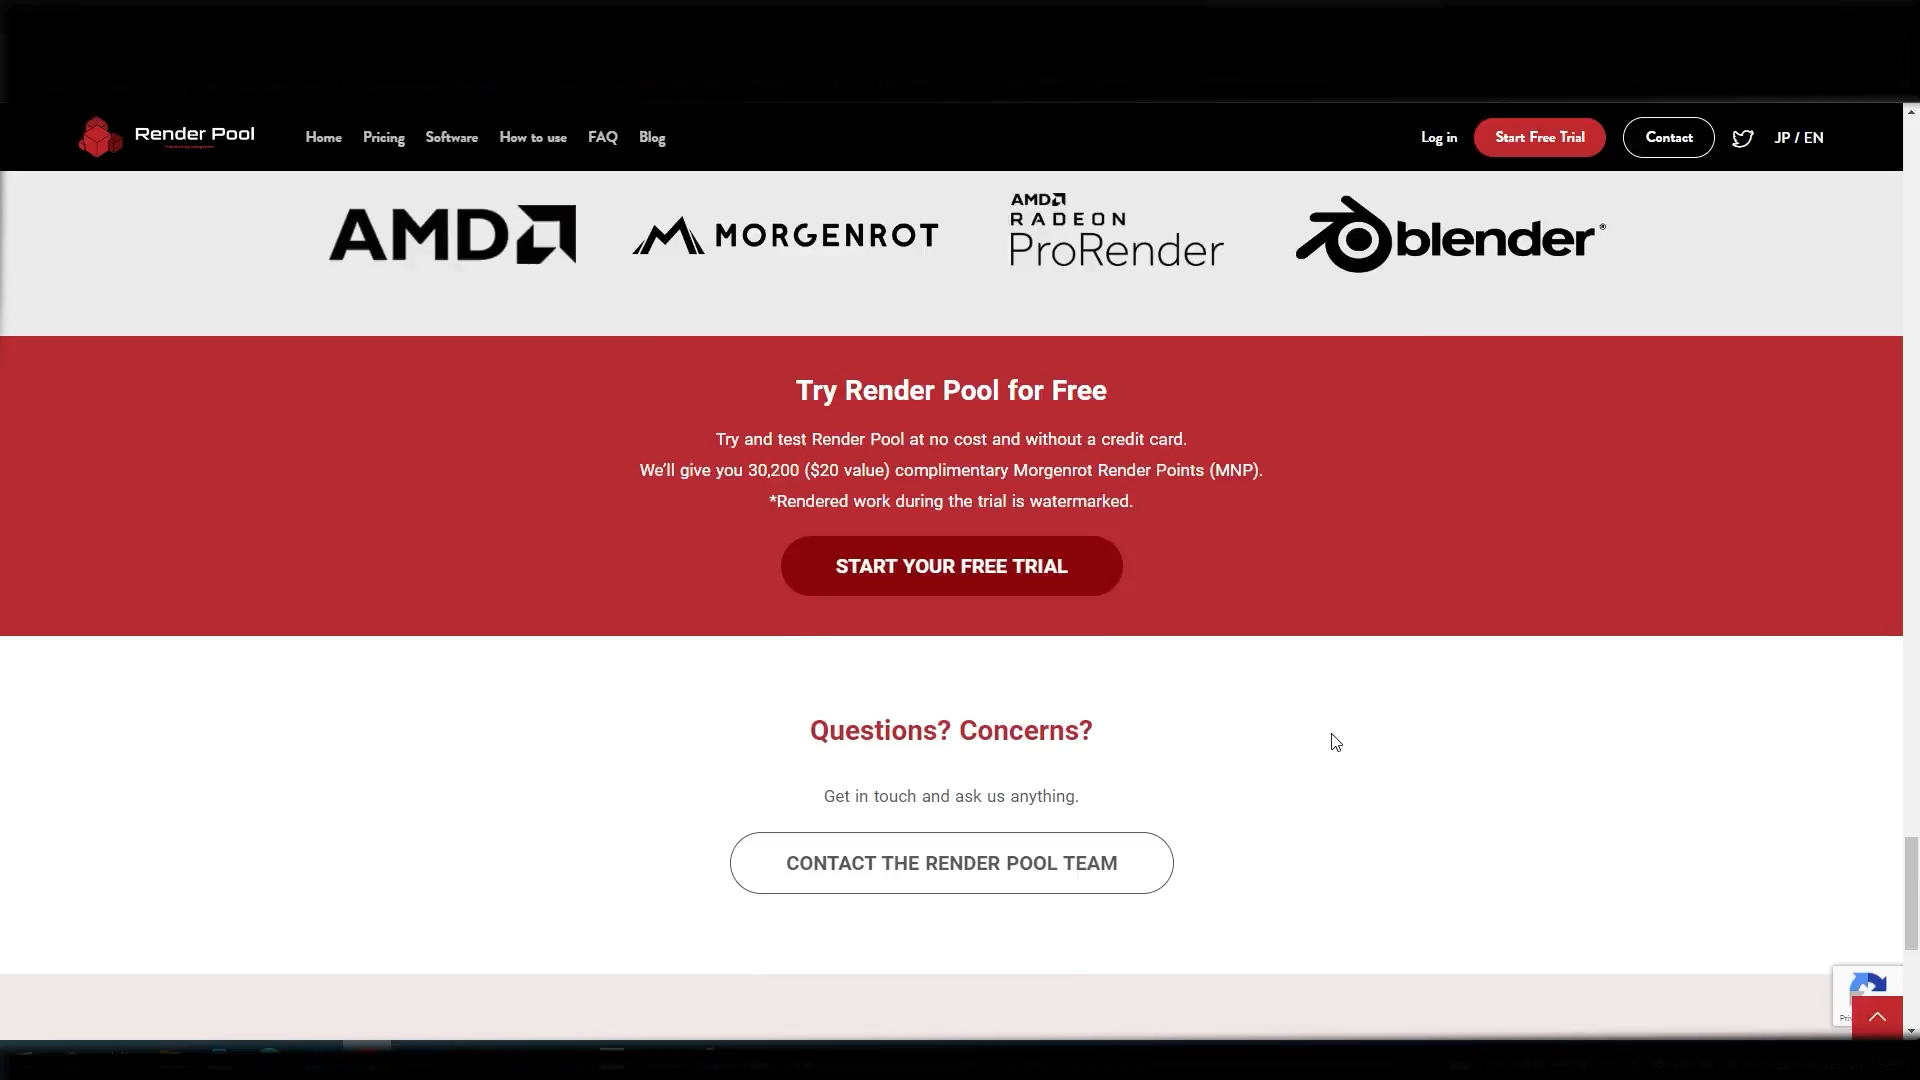 Render Pool
Home
Pricing
Software
How to use
FAQ
Blog
Log in
Start Free Trial
Contact
JP / EN
AMD
MORGENROT
AMD
RADEON
ProRender
blender®
Try Render Pool for Free
Try and test Render Pool at no cost and without a credit card.
We'll give you 30,200 ($20 value) complimentary Morgenrot Render Points (MNP).
*Rendered work during the trial is watermarked.
START YOUR FREE TRIAL
Questions? Concerns?
Get in touch and ask us anything.
CONTACT THE RENDER POOL TEAM